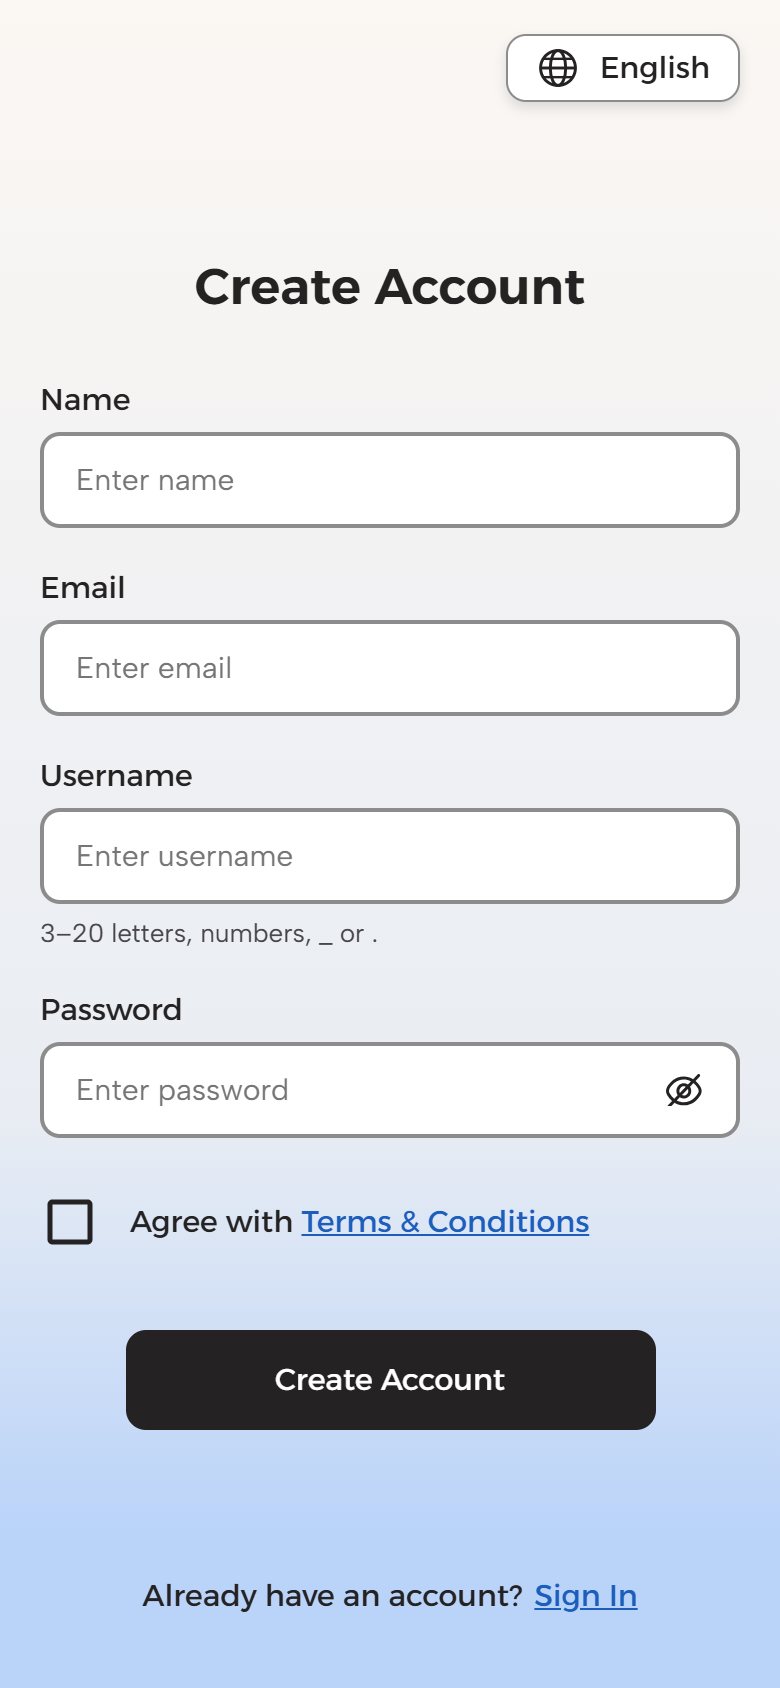 English
Create Account
Name
Enter name
Email
Enter email
Username
Enter username
3–20 letters, numbers, _ or .
Password
Enter password
Agree with Terms & Conditions
Create Account
Already have an account? Sign In